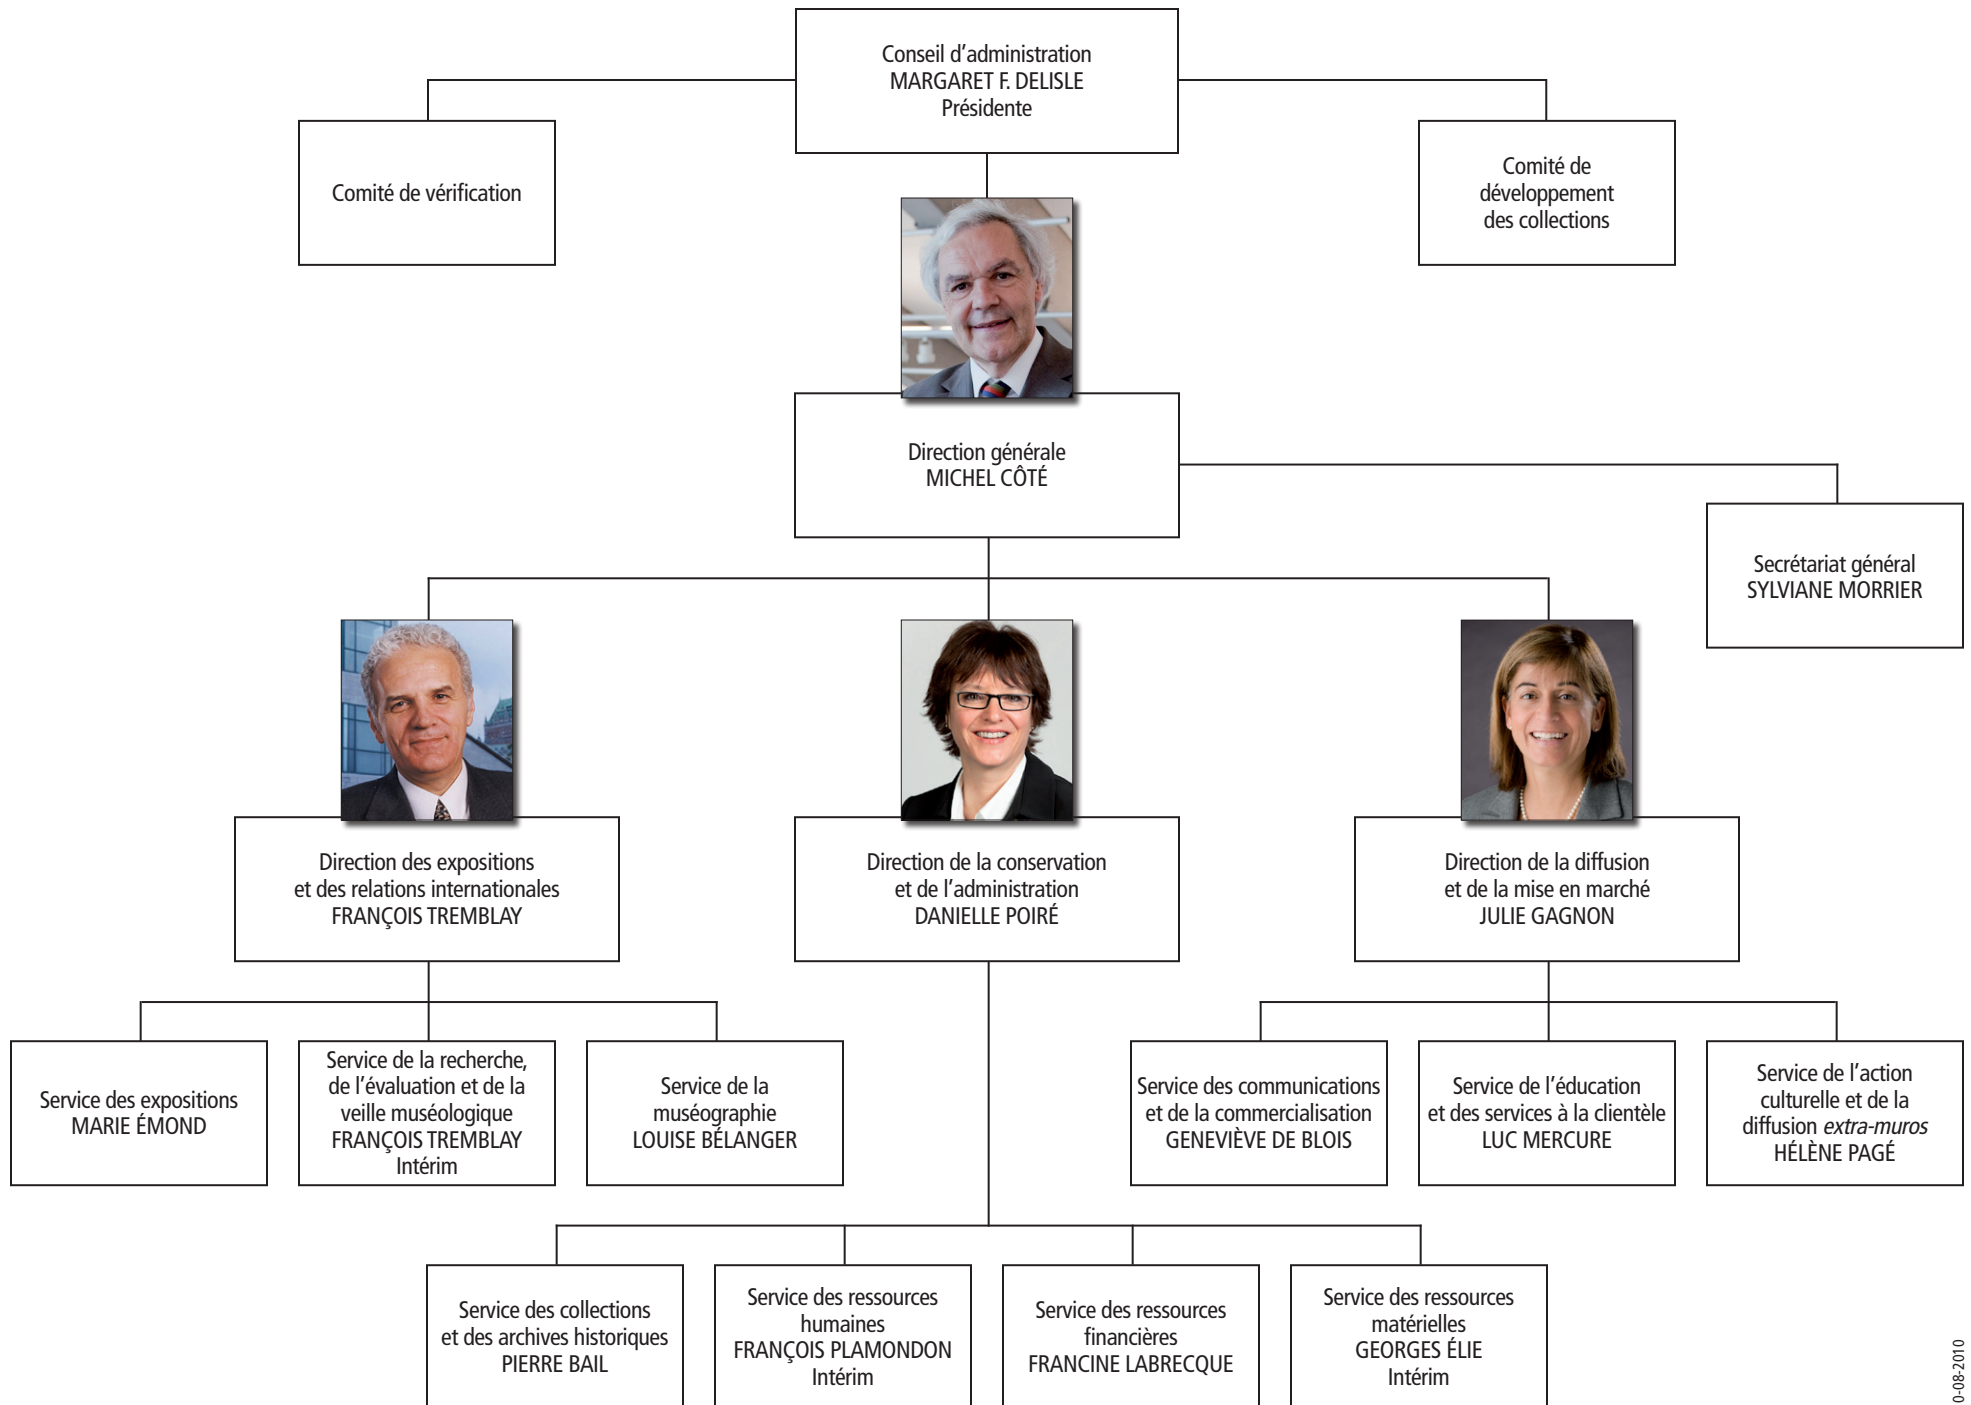 Conseil d'administration
MARGARET F. DELISLE
Présidente
Comité de vérification
Comité de
développement
des collections
Direction générale
MICHEL CÔTÉ
Secrétariat général
SYLVIANE MORRIER
Direction des expositions
et des relations internationales
FRANÇOIS TREMBLAY
Direction de la conservation
et de l'administration
DANIELLE POIRÉ
Direction de la diffusion
et de la mise en marché
JULIE GAGNON
Service des expositions
MARIE ÉMOND
Service de la recherche,
de l'évaluation et de la
veille muséologique
FRANÇOIS TREMBLAY
Intérim
Service de la
muséographie
LOUISE BÉLANGER
Service des communications
et de la commercialisation
GENEVIÈVE DE BLOIS
Service de l'éducation
et des services à la clientèle
LUC MERCURE
Service de l'action
culturelle et de la
diffusion extra-muros
HÉLÈNE PAGÉ
Service des collections
et des archives historiques
PIERRE BAIL
Service des ressources
humaines
FRANÇOIS PLAMONDON
Intérim
Service des ressources
financières
FRANCINE LABRECQUE
Service des ressources
matérielles
GEORGES ÉLIE
Intérim
0-08-2010